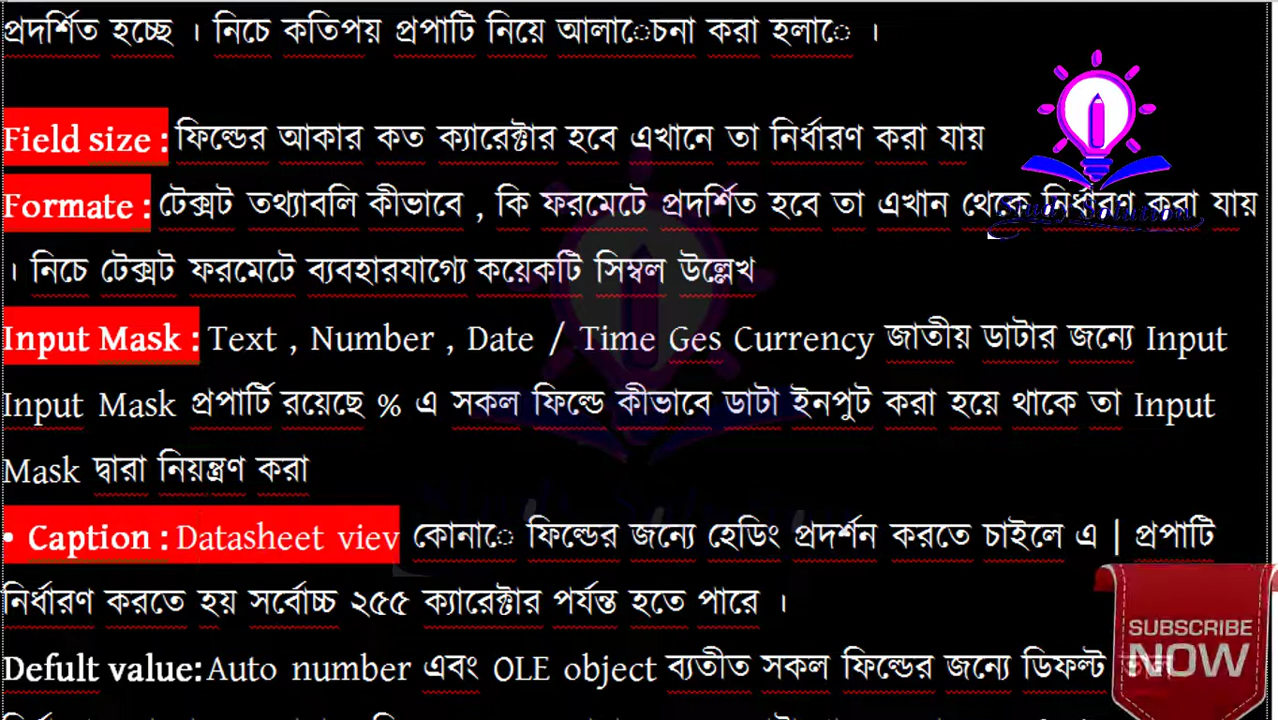 প্রদর্শিত হচ্ছে । নিচে কতিপয় প্রপাটি নিয়ে আলােচনা করা হলাে ।
Field size : ফিল্ডের আকার কত ক্যারেক্টার হবে এখানে তা নির্ধারণ করা যায়
Formate : টেক্সট তথ্যাবলি কীভাবে , কি ফরমেটে প্রদর্শিত হবে তা এখান থেকে নির্ধারণ করা যায়
Study Solution
। নিচে টেক্সট ফরমেটে ব্যবহারযাগ্যে কয়েকটি সিম্বল উল্লেখ
Input Mask : Text , Number , Date / Time Ges Currency জাতীয় ডাটার জন্যে Input
Input Mask প্রপার্টি রয়েছে % এ সকল ফিল্ডে কীভাবে ডাটা ইনপুট করা হয়ে থাকে তা Input
Mask দ্বারা নিয়ন্ত্রণ করা
• Caption : Datasheet viev কোনাে ফিল্ডের জন্যে হেডিং প্রদর্শন করতে চাইলে এ | প্রপাটি
নির্ধারণ করতে হয় সর্বোচ্চ ২৫৫ ক্যারেক্টার পর্যন্ত হতে পারে ।
SUBSCRIBE
NOW
Defult value: Auto number এবং OLE object ব্যতীত সকল ফিল্ডের জন্যে ডিফল্ট